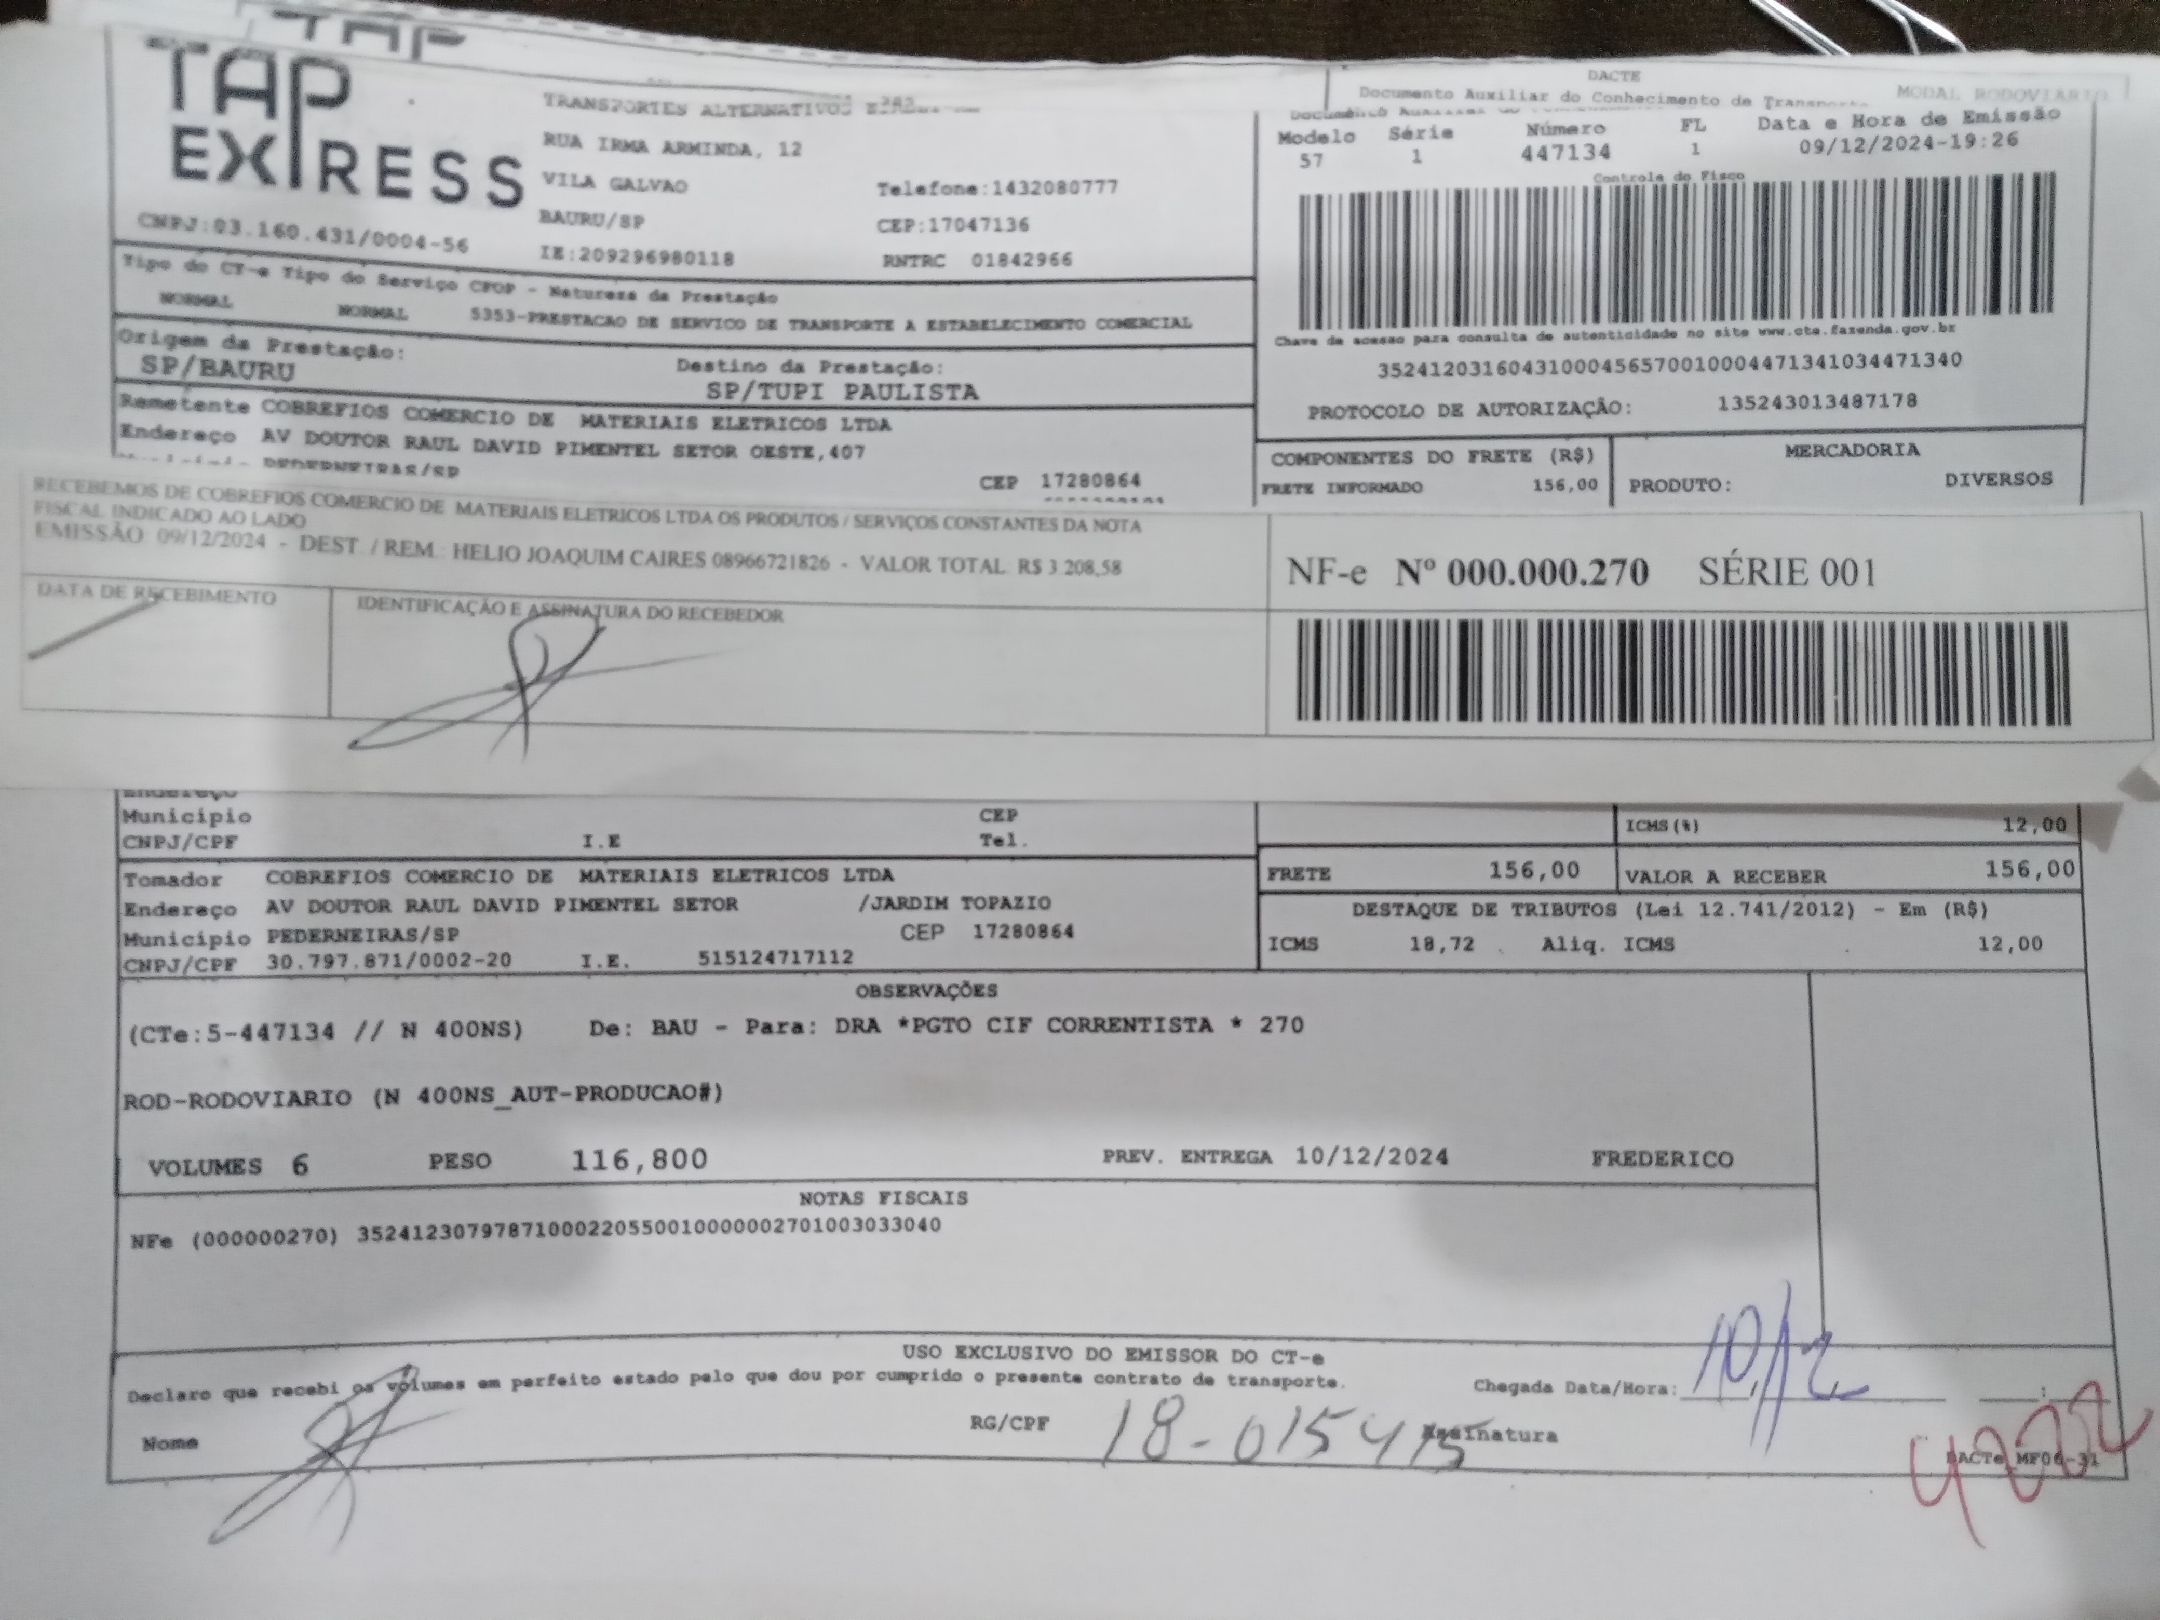 TAP
TAP
EXPRESS
CNPJ:03.160.431/0004-56
TRANSPORTES ALTERNATIVOS
RUA IRMA ARMINDA, 12
VILA GALVAO Telefone:1432080777
BAURU/SP CEP:17047136
IE:209296980118 RNTRC 01842966
DACTE
Documento Auxiliar do Conhecimento de Transporte MODAL RODOVIARIO
Modelo Série Número FL Data e Hora de Emissão
57 1 447134 1 09/12/2024-19:26
Controle do Fisco
Chave de acesso para consulta de autenticidade no site www.cte.fazenda.gov.br
35241203160431000456570010004471341034471340
PROTOCOLO DE AUTORIZAÇÃO: 135243013487178
Tipo do CT-e Tipo do Serviço CFOP - Natureza da Prestação
NORMAL NORMAL 5353-PRESTACAO DE SERVICO DE TRANSPORTE A ESTABELECIMENTO COMERCIAL
Origem da Prestação: Destino da Prestação:
SP/BAURU SP/TUPI PAULISTA
Remetente COBREFIOS COMERCIO DE MATERIAIS ELETRICOS LTDA
Endereço AV DOUTOR RAUL DAVID PIMENTEL SETOR OESTE,407
PEDERNEIRAS/SP CEP 17280864
COMPONENTES DO FRETE (R$) MERCADORIA
FRETE INFORMADO 156,00 PRODUTO: DIVERSOS
RECEBEMOS DE COBREFIOS COMERCIO DE MATERIAIS ELETRICOS LTDA OS PRODUTOS / SERVIÇOS CONSTANTES DA NOTA
FISCAL INDICADO AO LADO
EMISSÃO: 09/12/2024 - DEST. / REM.: HELIO JOAQUIM CAIRES 08966721826 - VALOR TOTAL: R$ 3.208,58
NF-e Nº 000.000.270 SÉRIE 001
DATA DE RECEBIMENTO IDENTIFICAÇÃO E ASSINATURA DO RECEBEDOR
Endereço
Município CEP
CNPJ/CPF I.E Tel.
ICMS(%) 12,00
Tomador COBREFIOS COMERCIO DE MATERIAIS ELETRICOS LTDA
Endereço AV DOUTOR RAUL DAVID PIMENTEL SETOR /JARDIM TOPAZIO
Município PEDERNEIRAS/SP CEP 17280864
CNPJ/CPF 30.797.871/0002-20 I.E. 515124717112
FRETE 156,00 VALOR A RECEBER 156,00
DESTAQUE DE TRIBUTOS (Lei 12.741/2012) - Em (R$)
ICMS 18,72 Aliq. ICMS 12,00
OBSERVAÇÕES
(CTe:5-447134 // N 400NS) De: BAU - Para: DRA *PGTO CIF CORRENTISTA * 270
ROD-RODOVIARIO (N 400NS_AUT-PRODUCAO#)
VOLUMES 6 PESO 116,800 PREV. ENTREGA 10/12/2024 FREDERICO
NOTAS FISCAIS
NFe (000000270) 35241230797871000220550010000002701003033040
USO EXCLUSIVO DO EMISSOR DO CT-e
Declaro que recebi os volumes em perfeito estado pelo que dou por cumprido o presente contrato de transporte.
Chegada Data/Hora: 10/12 :
Nome RG/CPF 18-015415 Assinatura
DACTe_MF06-31